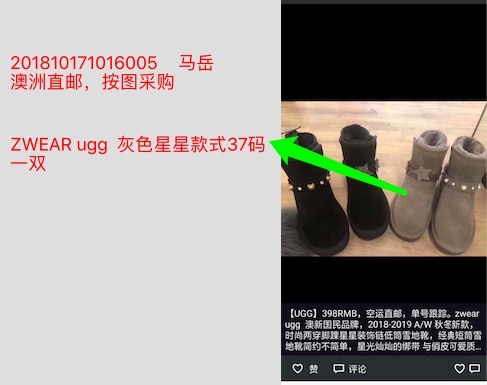 201810171016005 马岳
澳洲直邮，按图采购
ZWEAR ugg 灰色星星款式37码
一双
【UGG】398RMB，空运直邮，单号跟踪。zwear
ugg 澳新国民品牌，2018-2019 A/W 秋冬新款，
时尚两穿脚踝星星装饰链低筒雪地靴，经典短筒雪
地靴简约不简单，星光灿灿的绑带 与俏皮可爱质...
赞 评论